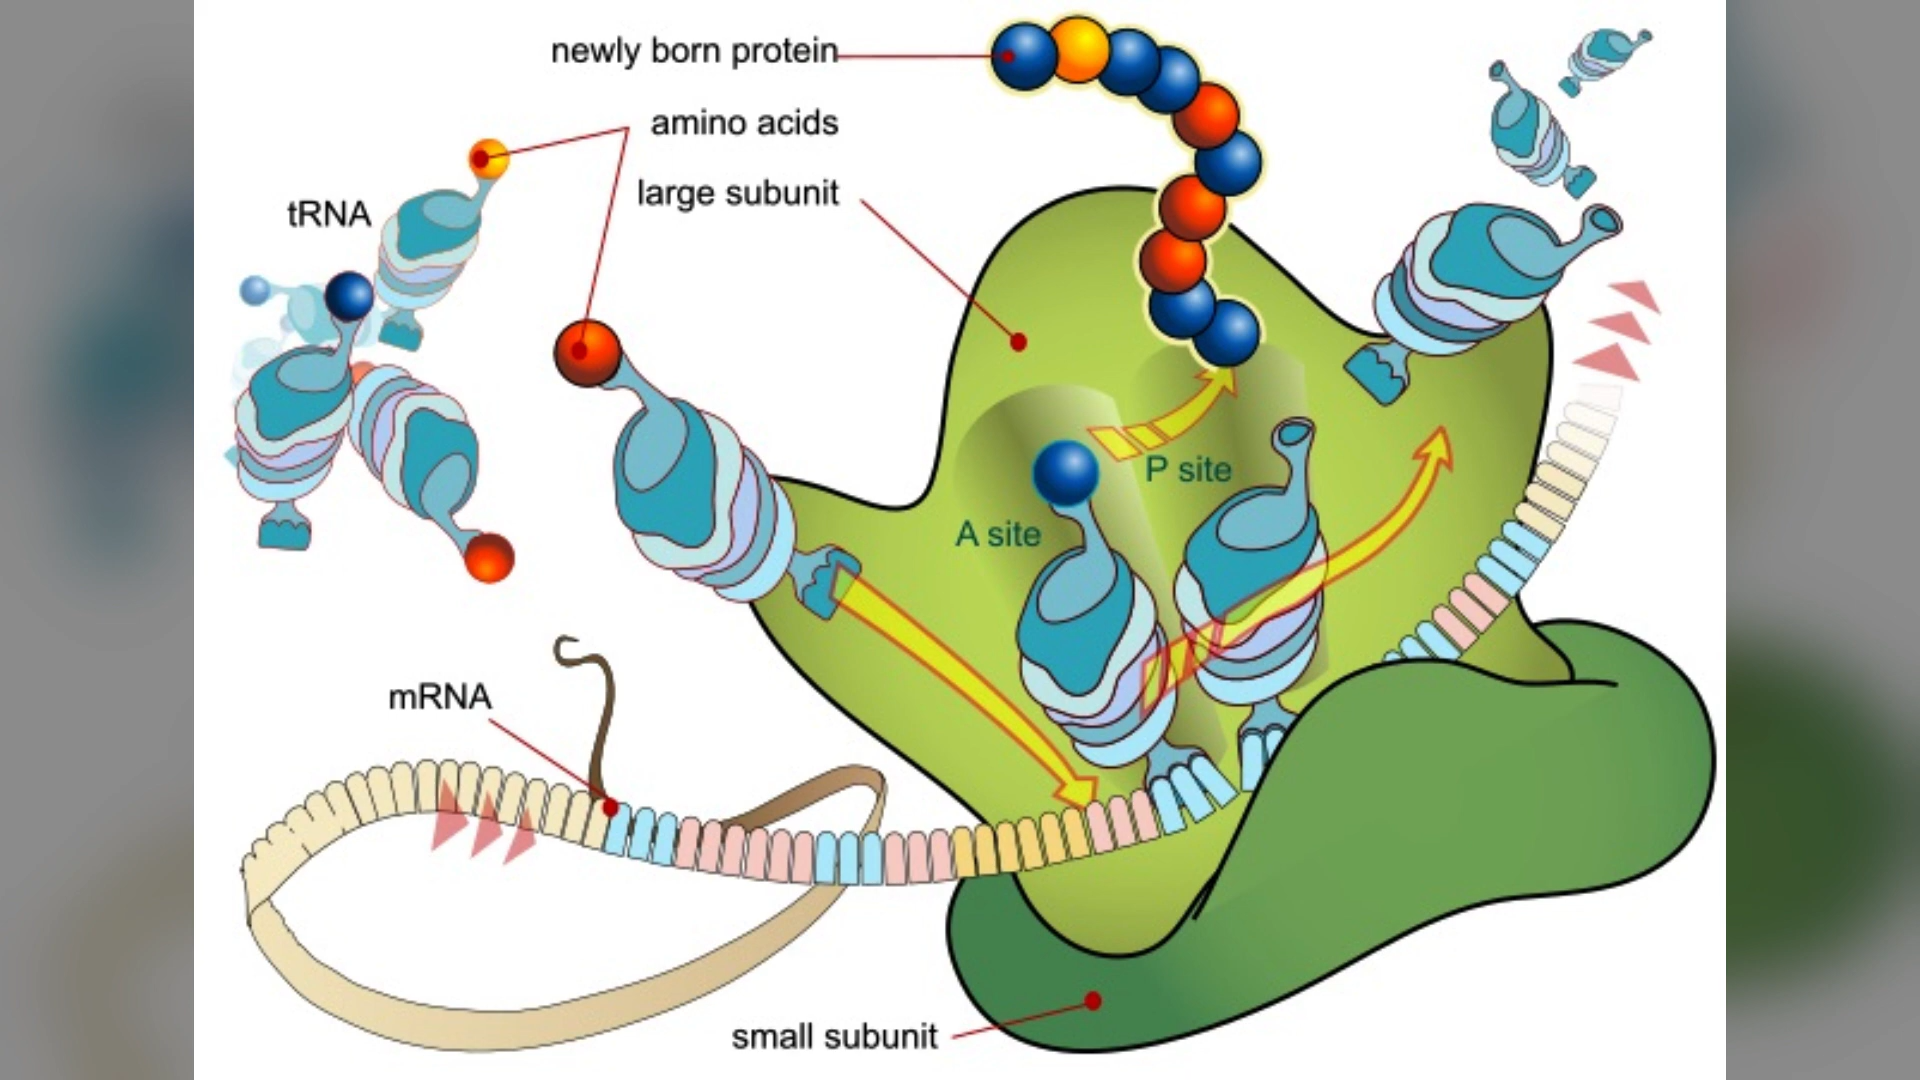 newly born protein
amino acids
large subunit
tRNA
P site
A site
mRNA
small subunit